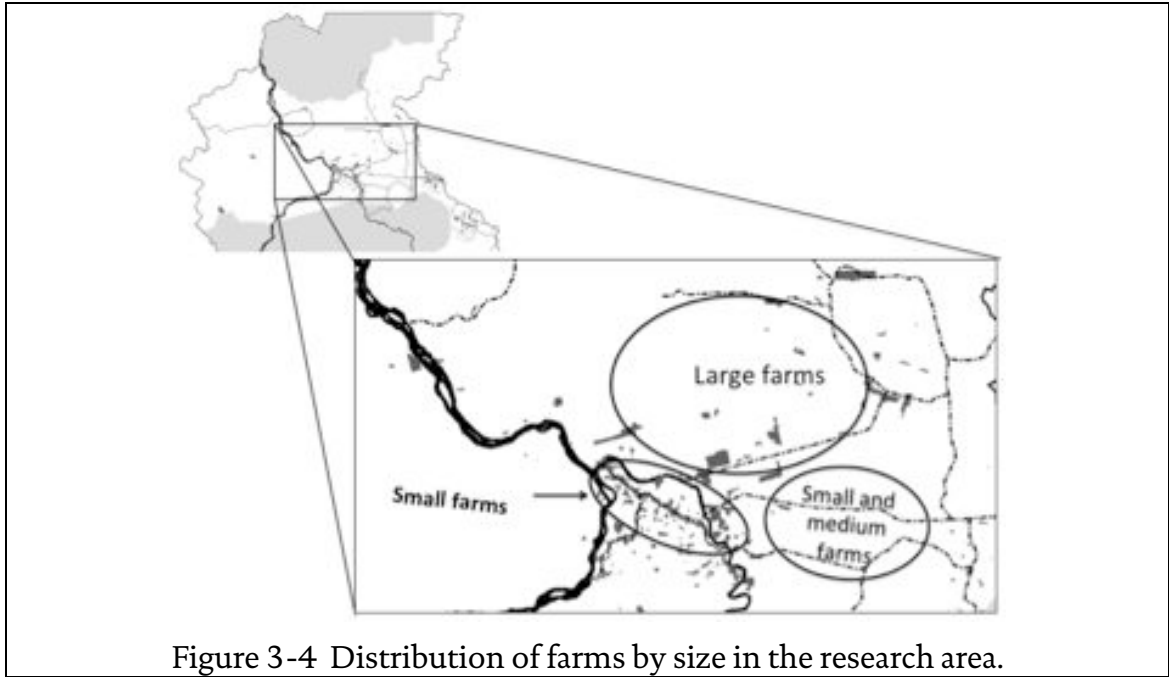 Large farms
Small farms
Small and
medium
farms
Figure 3-4 Distribution of farms by size in the research area.